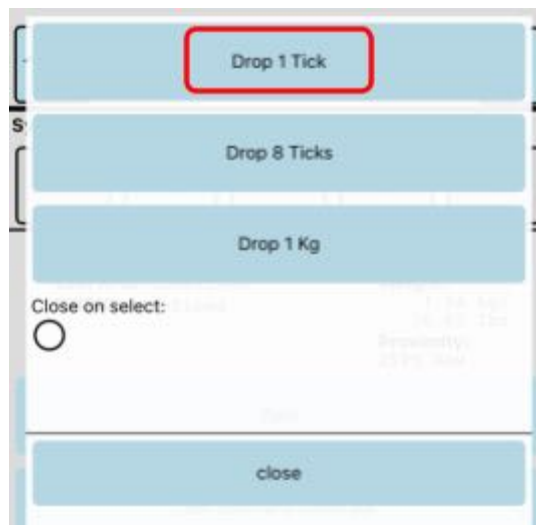 Drop 1 Tick
Drop 8 Ticks
Drop 1 Kg
Close on select:
close